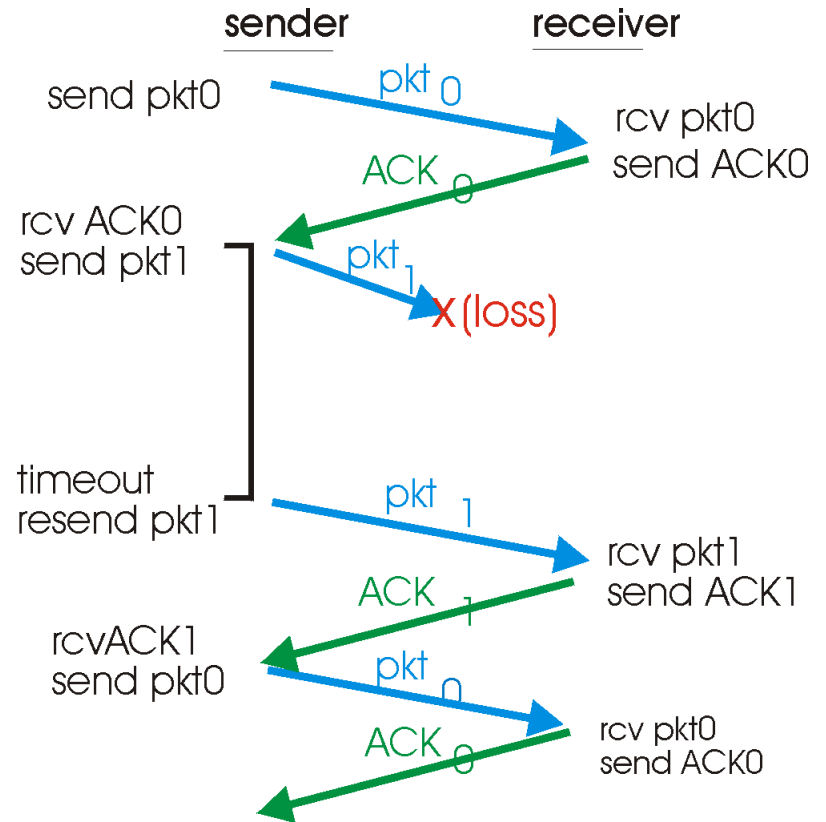 sender
receiver
send pkt0
pkt 0
rcv pkt0
send ACK0
ACK 0
rcv ACK0
send pkt1
pkt 1
X (loss)
timeout
resend pkt1
pkt 1
rcv pkt1
send ACK1
ACK 1
rcvACK1
send pkt0
pkt 0
rcv pkt0
send ACK0
ACK 0